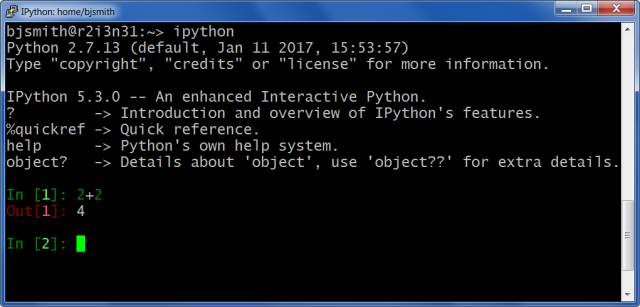 IPython: home/bjsmith
bjsmith@r2i3n31:~> ipython
Python 2.7.13 (default, Jan 11 2017, 15:53:57)
Type "copyright", "credits" or "license" for more information.
IPython 5.3.0 -- An enhanced Interactive Python.
?         -> Introduction and overview of IPython's features.
%quickref -> Quick reference.
help      -> Python's own help system.
object?   -> Details about 'object', use 'object??' for extra details.
In [1]: 2+2
Out[1]: 4
In [2]: